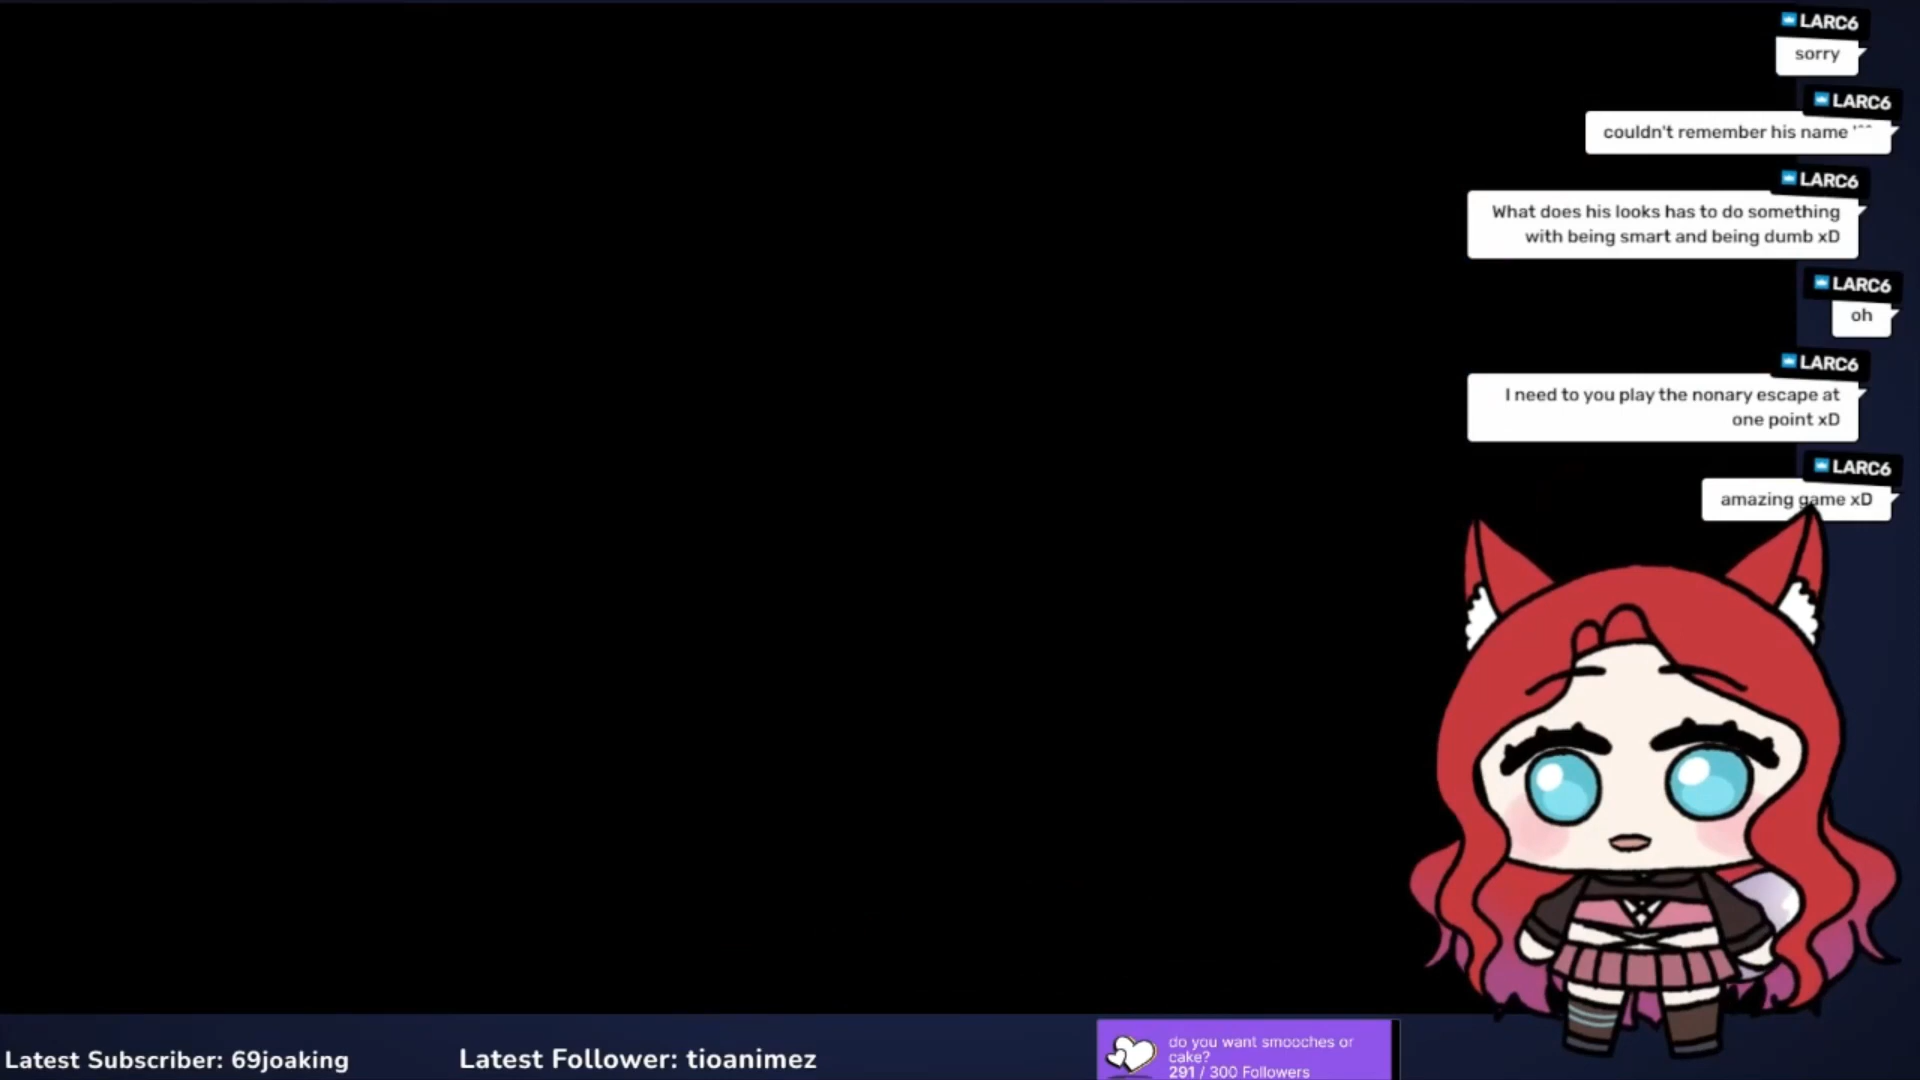 LARC6
sorry
LARC6
couldn't remember his name '^^
LARC6
What does his looks has to do something
with being smart and being dumb xD
LARC6
oh
LARC6
I need to you play the nonary escape at
one point xD
LARC6
amazing game xD
Latest Subscriber: 69joaking
Latest Follower: tioanimez
do you want smooches or
cake?
291 / 300 Followers